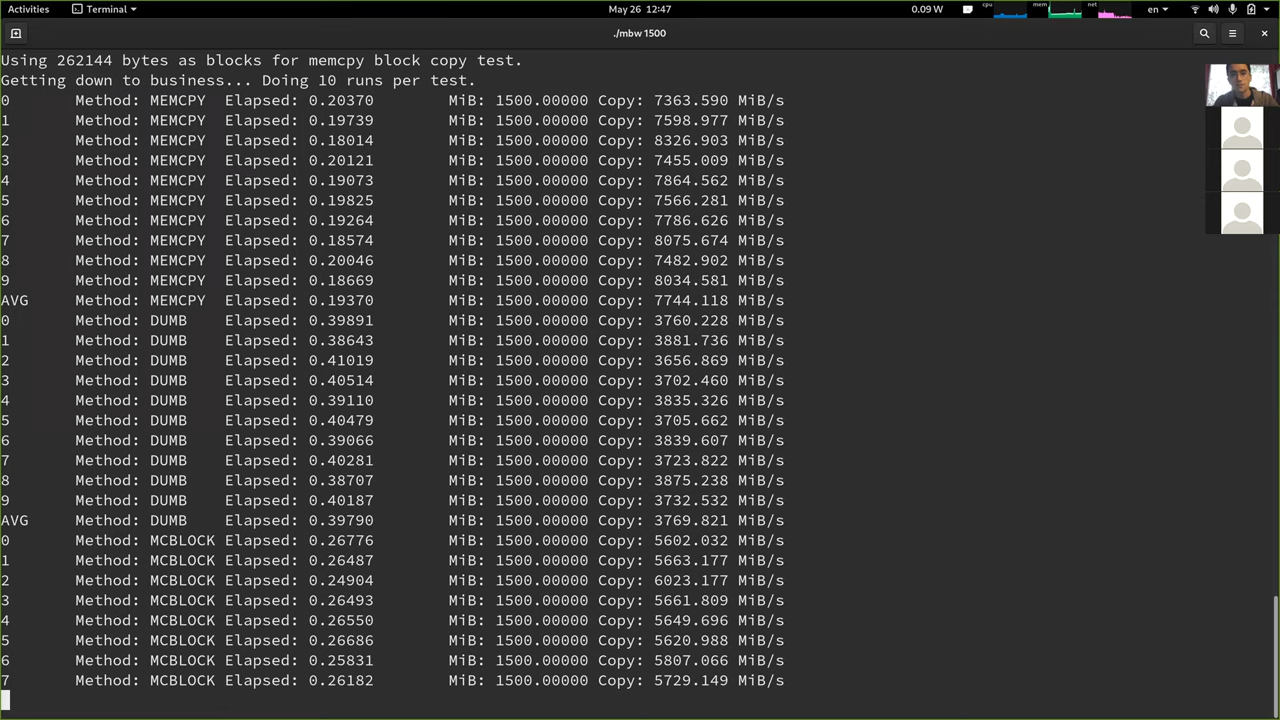 Activities Terminal May 26 12:47 0.09 W cpu mem net en
./mbw 1500
Using 262144 bytes as blocks for memcpy block copy test.
Getting down to business... Doing 10 runs per test.
0 Method: MEMCPY Elapsed: 0.20370 MiB: 1500.00000 Copy: 7363.590 MiB/s
1 Method: MEMCPY Elapsed: 0.19739 MiB: 1500.00000 Copy: 7598.977 MiB/s
2 Method: MEMCPY Elapsed: 0.18014 MiB: 1500.00000 Copy: 8326.903 MiB/s
3 Method: MEMCPY Elapsed: 0.20121 MiB: 1500.00000 Copy: 7455.009 MiB/s
4 Method: MEMCPY Elapsed: 0.19073 MiB: 1500.00000 Copy: 7864.562 MiB/s
5 Method: MEMCPY Elapsed: 0.19825 MiB: 1500.00000 Copy: 7566.281 MiB/s
6 Method: MEMCPY Elapsed: 0.19264 MiB: 1500.00000 Copy: 7786.626 MiB/s
7 Method: MEMCPY Elapsed: 0.18574 MiB: 1500.00000 Copy: 8075.674 MiB/s
8 Method: MEMCPY Elapsed: 0.20046 MiB: 1500.00000 Copy: 7482.902 MiB/s
9 Method: MEMCPY Elapsed: 0.18669 MiB: 1500.00000 Copy: 8034.581 MiB/s
AVG Method: MEMCPY Elapsed: 0.19370 MiB: 1500.00000 Copy: 7744.118 MiB/s
0 Method: DUMB Elapsed: 0.39891 MiB: 1500.00000 Copy: 3760.228 MiB/s
1 Method: DUMB Elapsed: 0.38643 MiB: 1500.00000 Copy: 3881.736 MiB/s
2 Method: DUMB Elapsed: 0.41019 MiB: 1500.00000 Copy: 3656.869 MiB/s
3 Method: DUMB Elapsed: 0.40514 MiB: 1500.00000 Copy: 3702.460 MiB/s
4 Method: DUMB Elapsed: 0.39110 MiB: 1500.00000 Copy: 3835.326 MiB/s
5 Method: DUMB Elapsed: 0.40479 MiB: 1500.00000 Copy: 3705.662 MiB/s
6 Method: DUMB Elapsed: 0.39066 MiB: 1500.00000 Copy: 3839.607 MiB/s
7 Method: DUMB Elapsed: 0.40281 MiB: 1500.00000 Copy: 3723.822 MiB/s
8 Method: DUMB Elapsed: 0.38707 MiB: 1500.00000 Copy: 3875.238 MiB/s
9 Method: DUMB Elapsed: 0.40187 MiB: 1500.00000 Copy: 3732.532 MiB/s
AVG Method: DUMB Elapsed: 0.39790 MiB: 1500.00000 Copy: 3769.821 MiB/s
0 Method: MCBLOCK Elapsed: 0.26776 MiB: 1500.00000 Copy: 5602.032 MiB/s
1 Method: MCBLOCK Elapsed: 0.26487 MiB: 1500.00000 Copy: 5663.177 MiB/s
2 Method: MCBLOCK Elapsed: 0.24904 MiB: 1500.00000 Copy: 6023.177 MiB/s
3 Method: MCBLOCK Elapsed: 0.26493 MiB: 1500.00000 Copy: 5661.809 MiB/s
4 Method: MCBLOCK Elapsed: 0.26550 MiB: 1500.00000 Copy: 5649.696 MiB/s
5 Method: MCBLOCK Elapsed: 0.26686 MiB: 1500.00000 Copy: 5620.988 MiB/s
6 Method: MCBLOCK Elapsed: 0.25831 MiB: 1500.00000 Copy: 5807.066 MiB/s
7 Method: MCBLOCK Elapsed: 0.26182 MiB: 1500.00000 Copy: 5729.149 MiB/s